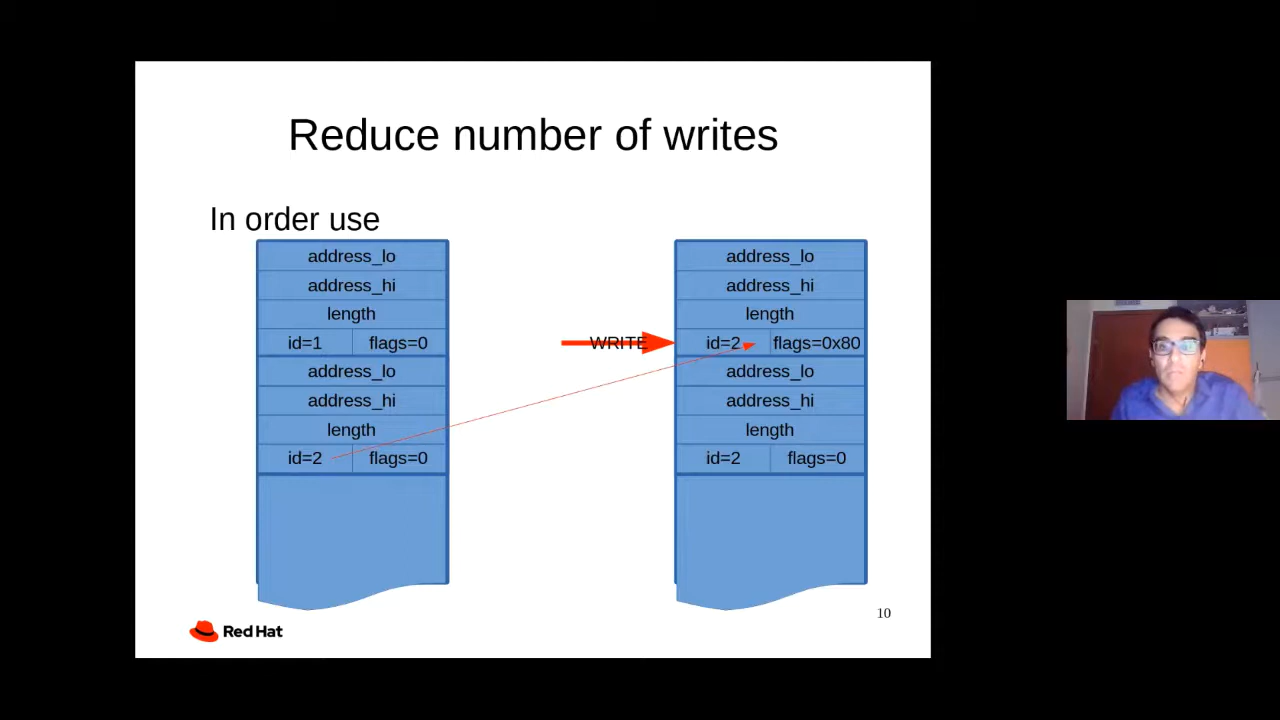 Reduce number of writes
In order use
address_lo
address_hi
length
id=1 flags=0
address_lo
address_hi
length
id=2 flags=0
WRITE
address_lo
address_hi
length
id=2 flags=0x80
address_lo
address_hi
length
id=2 flags=0
Red Hat
10